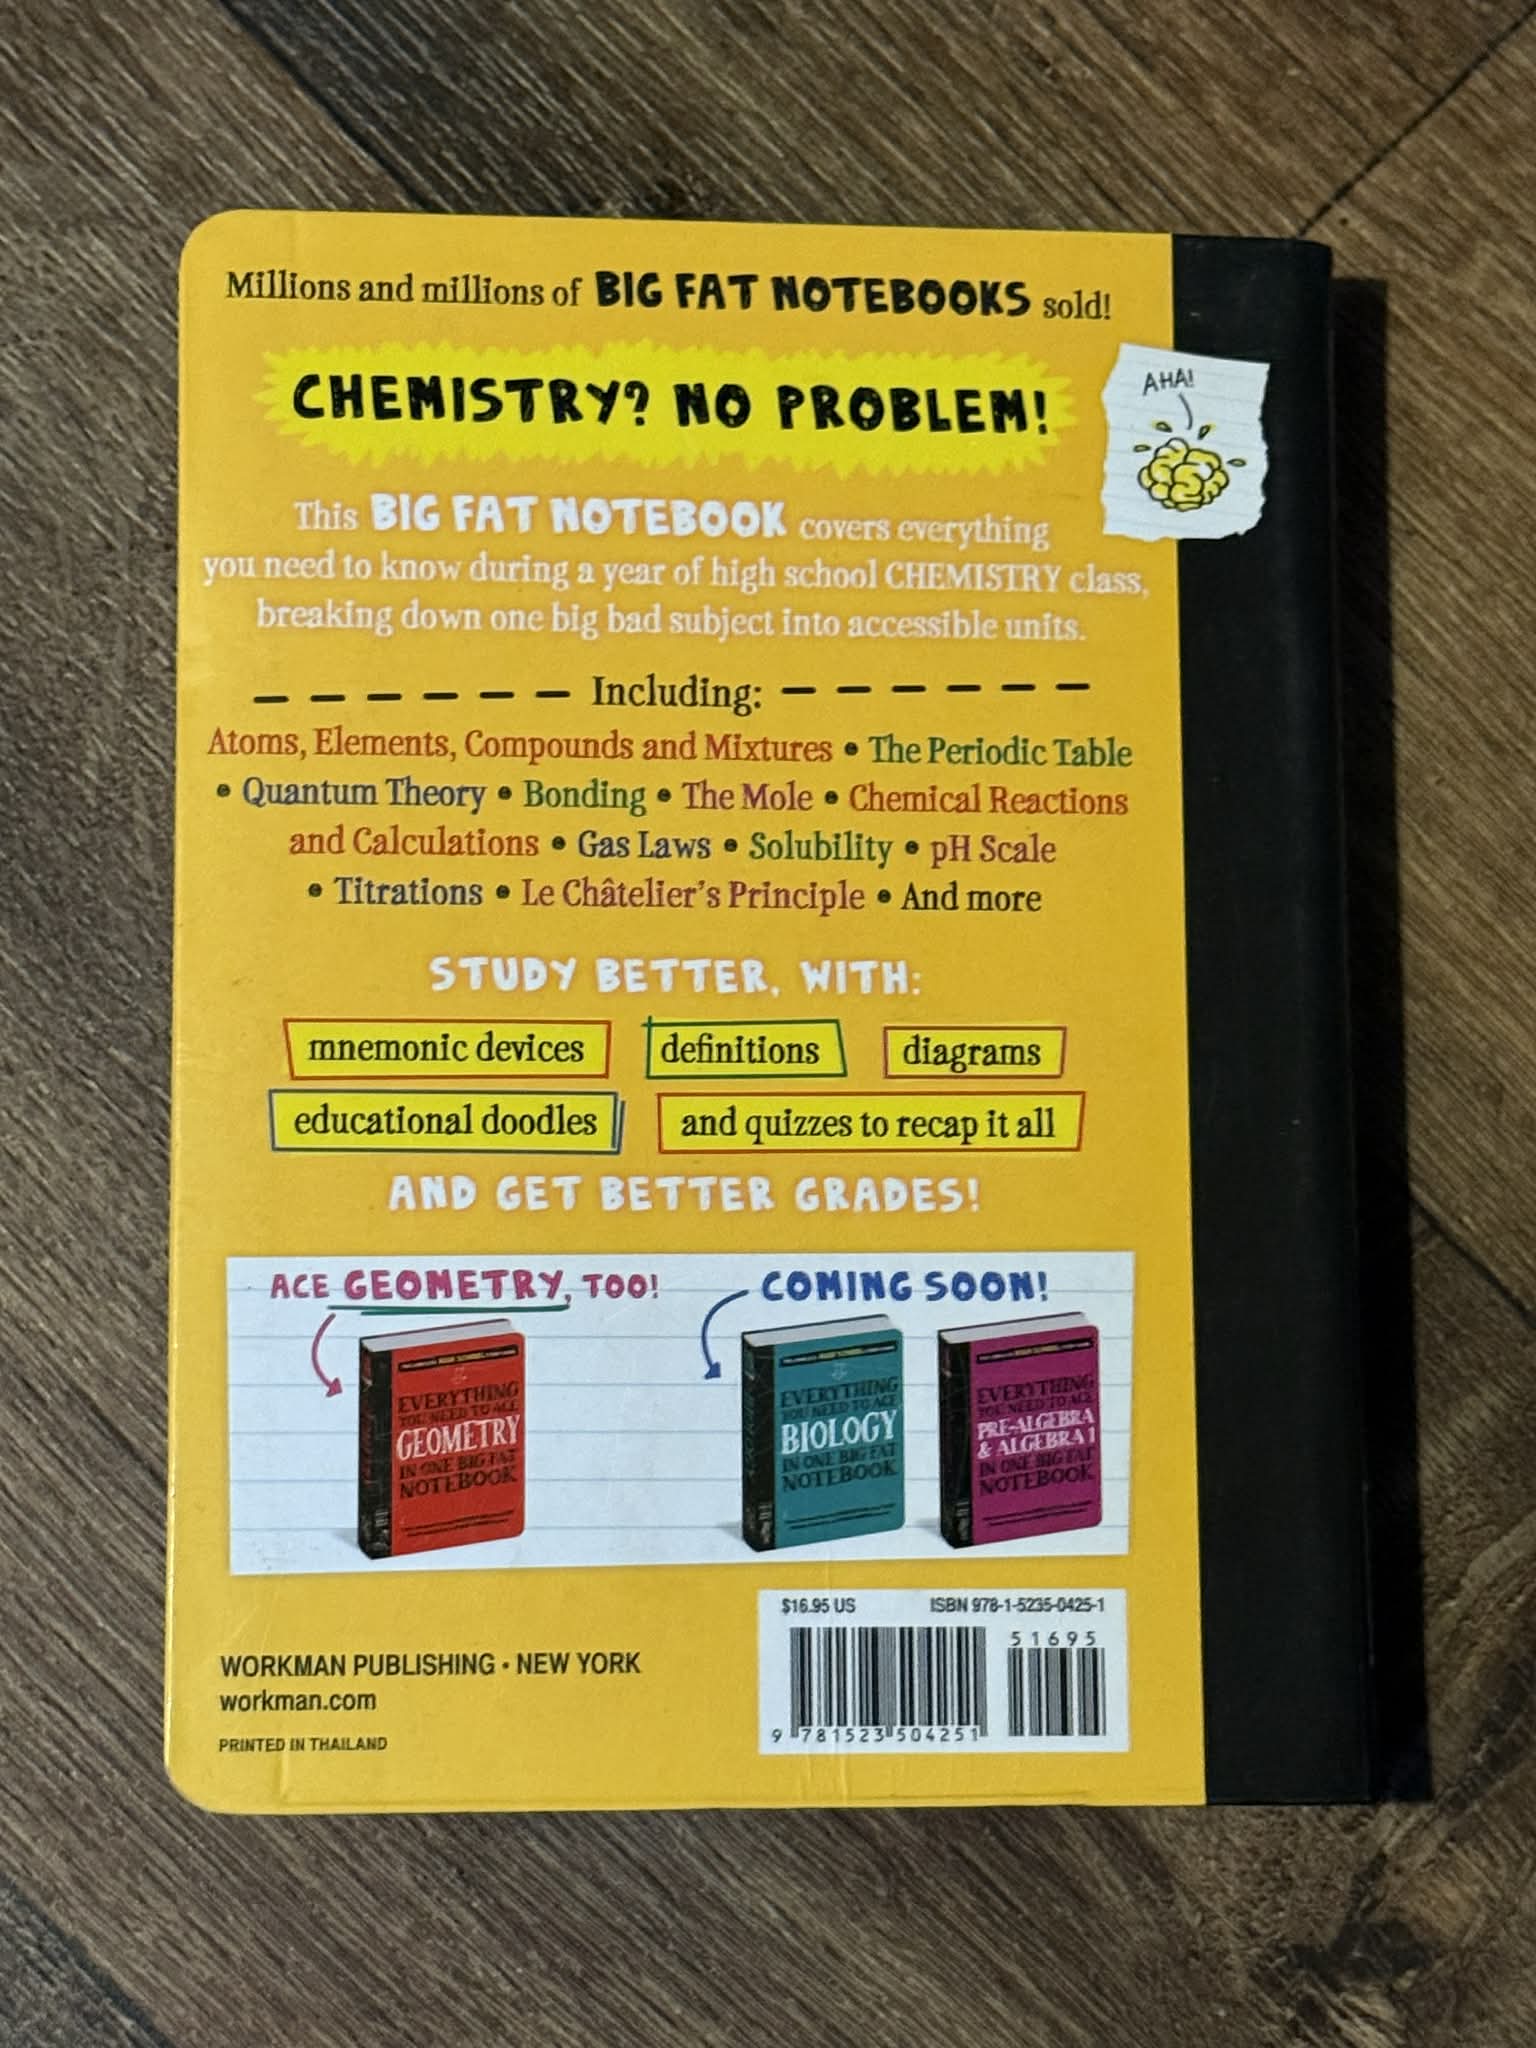 Millions and millions of BIG FAT NOTEBOOKS sold!
CHEMISTRY? NO PROBLEM!
AHA!
This BIG FAT NOTEBOOK covers everything
you need to know during a year of high school CHEMISTRY class,
breaking down one big bad subject into accessible units.
Including:
Atoms, Elements, Compounds and Mixtures • The Periodic Table
• Quantum Theory • Bonding • The Mole • Chemical Reactions
and Calculations • Gas Laws • Solubility • pH Scale
• Titrations • Le Châtelier's Principle • And more
STUDY BETTER, WITH:
mnemonic devices definitions diagrams
educational doodles and quizzes to recap it all
AND GET BETTER GRADES!
ACE GEOMETRY, TOO!
COMING SOON!
EVERYTHING
YOU NEED TO ACE
GEOMETRY
IN ONE BIG FAT
NOTEBOOK
EVERYTHING
YOU NEED TO ACE
BIOLOGY
IN ONE BIG FAT
NOTEBOOK
EVERYTHING
YOU NEED TO ACE
PRE-ALGEBRA
& ALGEBRA 1
IN ONE BIG FAT
NOTEBOOK
WORKMAN PUBLISHING • NEW YORK
workman.com
PRINTED IN THAILAND
$16.95 US ISBN 978-1-5235-0425-1
51695
9 781523 504251